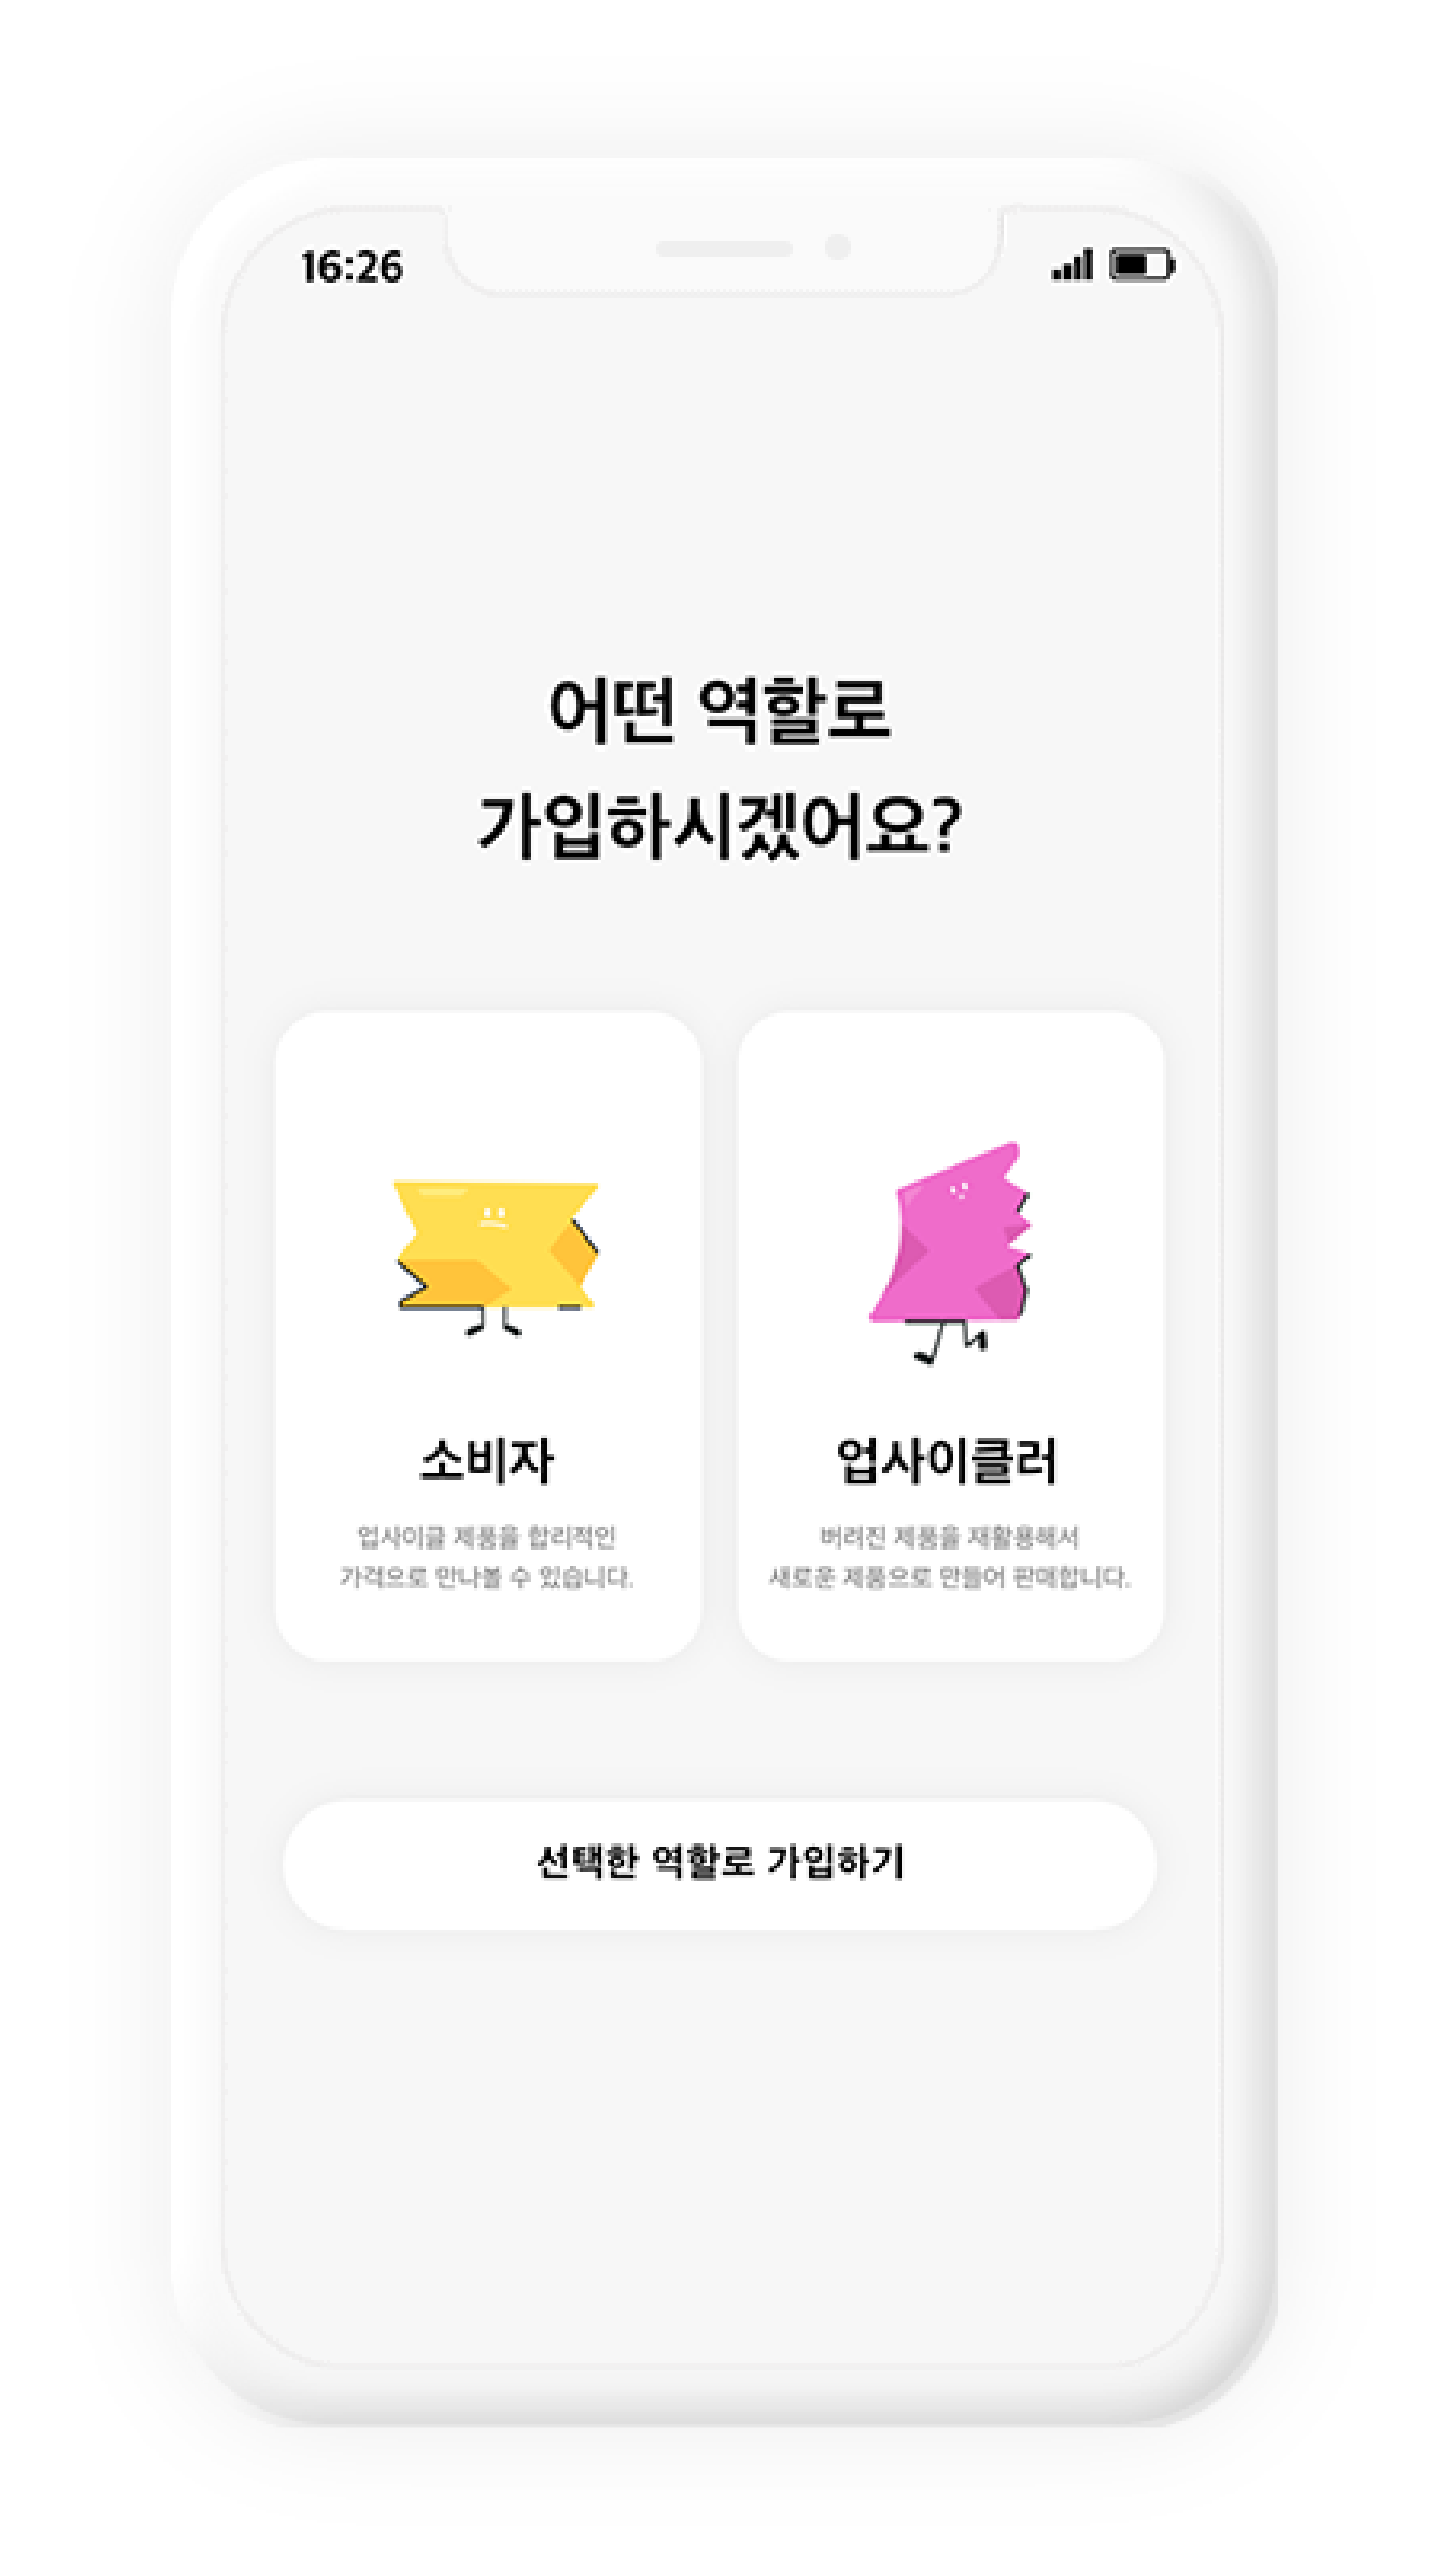 16:26
어떤 역할로
가입하시겠어요?
소비자
업사이클 제품을 합리적인
가격으로 만나볼 수 있습니다.
업사이클러
버려진 제품을 재활용해서
새로운 제품으로 만들어 판매합니다.
선택한 역할로 가입하기